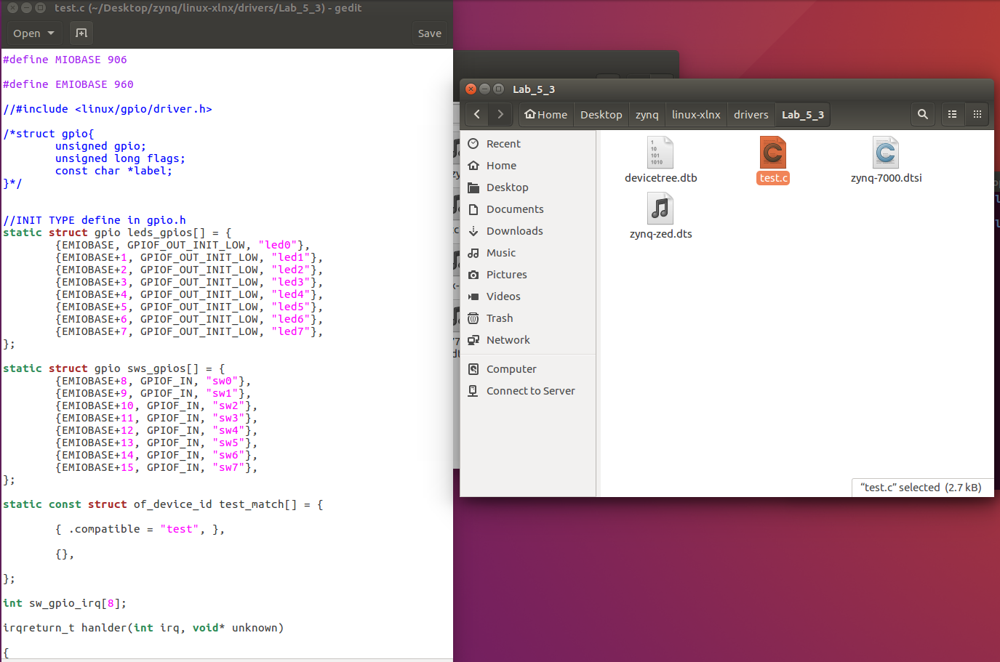 test.c (~/Desktop/zynq/linux-xlnx/drivers/Lab_5_3) - gedit
Open
Save
#define MIOBASE 906
#define EMIOBASE 960
//#include <linux/gpio/driver.h>
/*struct gpio{
unsigned gpio;
unsigned long flags;
const char *label;
}*/
//INIT TYPE define in gpio.h
static struct gpio leds_gpios[] = {
{EMIOBASE, GPIOF_OUT_INIT_LOW, "led0"},
{EMIOBASE+1, GPIOF_OUT_INIT_LOW, "led1"},
{EMIOBASE+2, GPIOF_OUT_INIT_LOW, "led2"},
{EMIOBASE+3, GPIOF_OUT_INIT_LOW, "led3"},
{EMIOBASE+4, GPIOF_OUT_INIT_LOW, "led4"},
{EMIOBASE+5, GPIOF_OUT_INIT_LOW, "led5"},
{EMIOBASE+6, GPIOF_OUT_INIT_LOW, "led6"},
{EMIOBASE+7, GPIOF_OUT_INIT_LOW, "led7"},
};
static struct gpio sws_gpios[] = {
{EMIOBASE+8, GPIOF_IN, "sw0"},
{EMIOBASE+9, GPIOF_IN, "sw1"},
{EMIOBASE+10, GPIOF_IN, "sw2"},
{EMIOBASE+11, GPIOF_IN, "sw3"},
{EMIOBASE+12, GPIOF_IN, "sw4"},
{EMIOBASE+13, GPIOF_IN, "sw5"},
{EMIOBASE+14, GPIOF_IN, "sw6"},
{EMIOBASE+15, GPIOF_IN, "sw7"},
};
static const struct of_device_id test_match[] = {
{ .compatible = "test", },
{},
};
int sw_gpio_irq[8];
irqreturn_t hanlder(int irq, void* unknown)
{
Lab_5_3
Home Desktop zynq linux-xlnx drivers Lab_5_3
Recent
Home
Desktop
Documents
Downloads
Music
Pictures
Videos
Trash
Network
Computer
Connect to Server
1
10
101
1010
devicetree.dtb
test.c
zynq-7000.dtsi
zynq-zed.dts
“test.c” selected (2.7 kB)